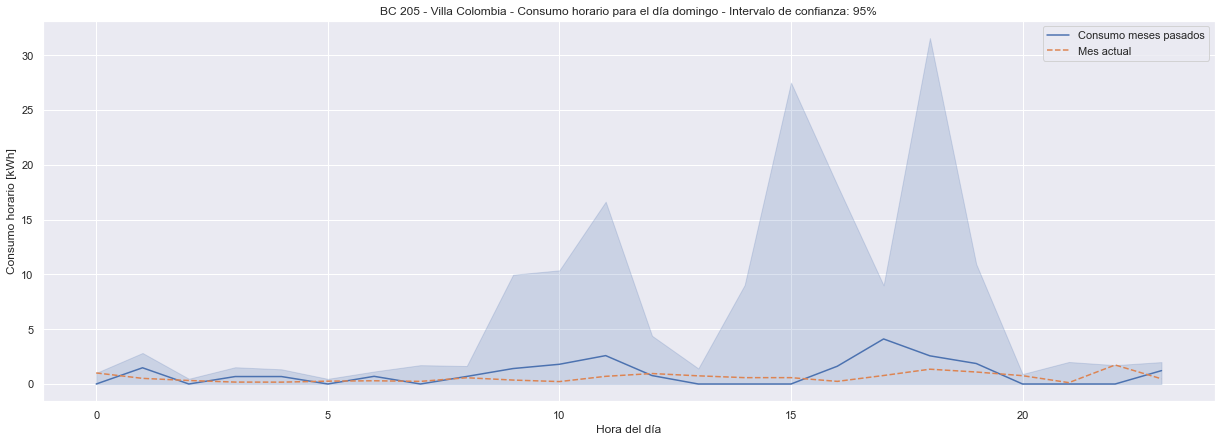 BC 205 - Villa Colombia - Consumo horario para el día domingo - Intervalo de confianza: 95%
Consumo meses pasados
Mes actual
Consumo horario [kWh]
30
25
20
15
10
5
0
0 5 10 15 20
Hora del día